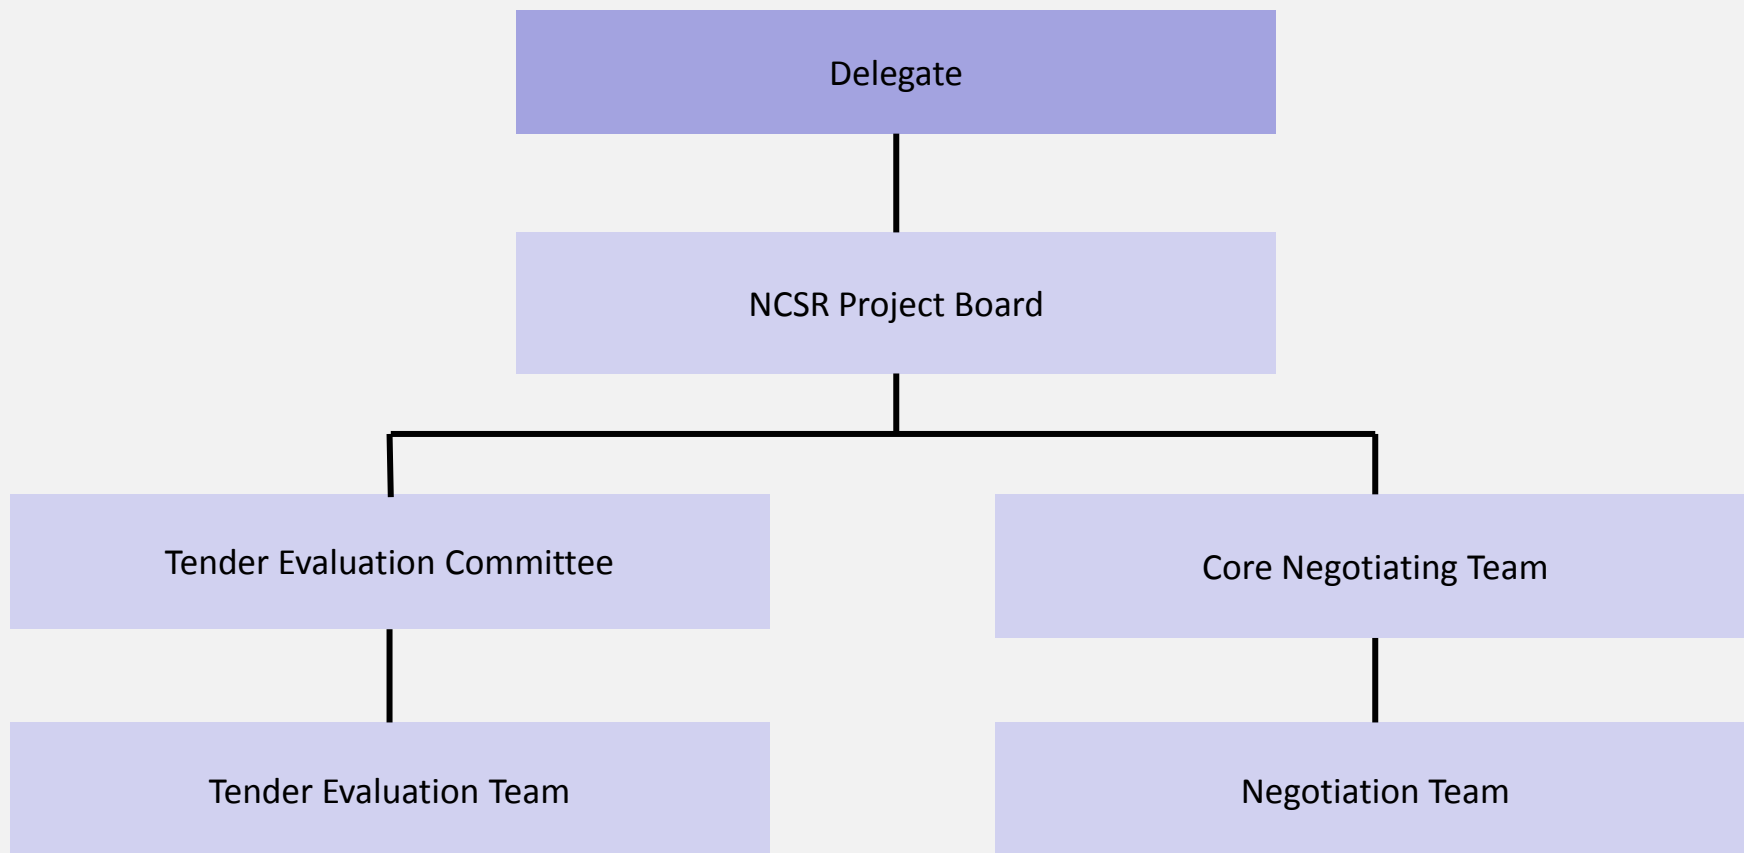 Delegate
NCSR Project Board
Tender Evaluation Committee
Core Negotiating Team
Tender Evaluation Team
Negotiation Team